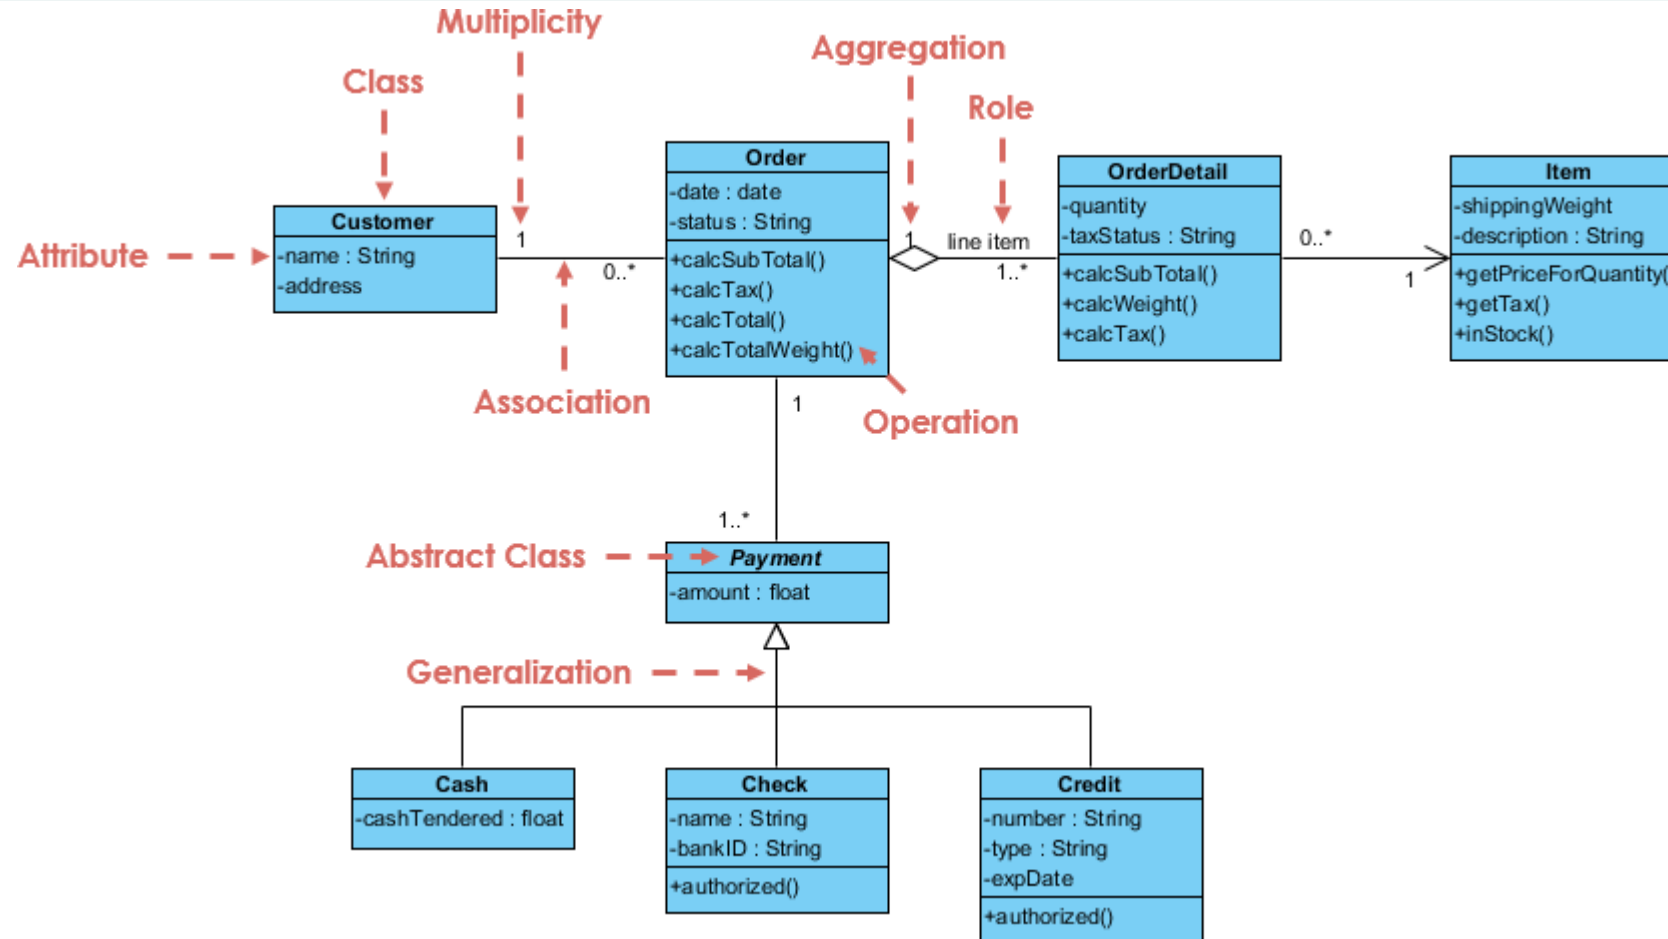 Multiplicity
Aggregation
Class
Role
Attribute
Customer
-name : String
-address
1
0..*
Association
Order
-date : date
-status : String
+calcSubTotal()
+calcTax()
+calcTotal()
+calcTotalWeight()
Operation
1
line item
1..*
OrderDetail
-quantity
-taxStatus : String
+calcSubTotal()
+calcWeight()
+calcTax()
0..*
1
Item
-shippingWeight
-description : String
+getPriceForQuantity(
+getTax()
+inStock()
1
1..*
Abstract Class
Payment
-amount : float
Generalization
Cash
-cashTendered : float
Check
-name : String
-bankID : String
+authorized()
Credit
-number : String
-type : String
-expDate
+authorized()